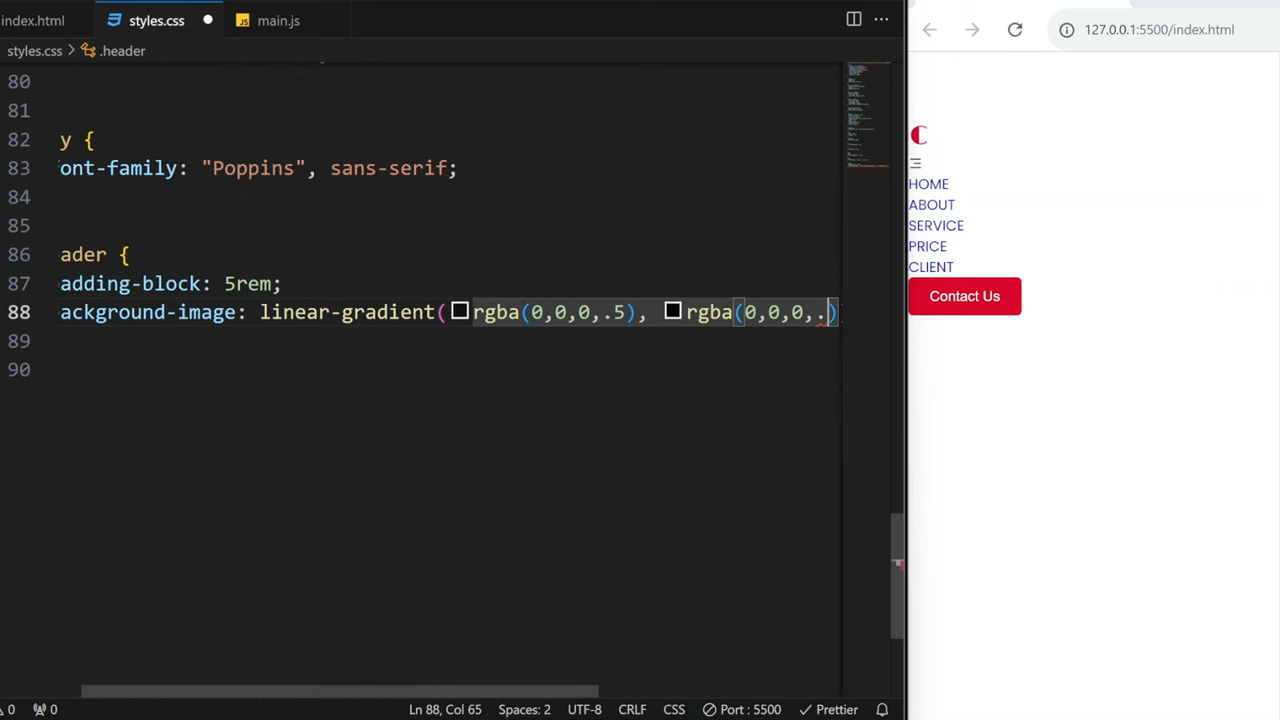 index.html styles.css JS main.js
127.0.0.1:5500/index.html
styles.css > .header
80
81
82 y {
83 ont-family: "Poppins", sans-serif;
84
85
86 ader {
87 adding-block: 5rem;
88 ackground-image: linear-gradient(rgba(0,0,0,.5), rgba(0,0,0,.)
89
90
C
HOME
ABOUT
SERVICE
PRICE
CLIENT
Contact Us
0 0 Ln 88, Col 65 Spaces: 2 UTF-8 CRLF CSS Port : 5500 Prettier